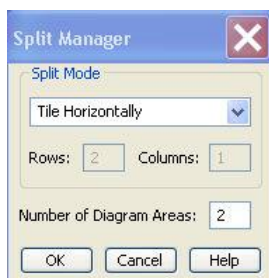 Split Manager
Split Mode
Tile Horizontally
Rows: 2 Columns: 1
Number of Diagram Areas: 2
OK Cancel Help